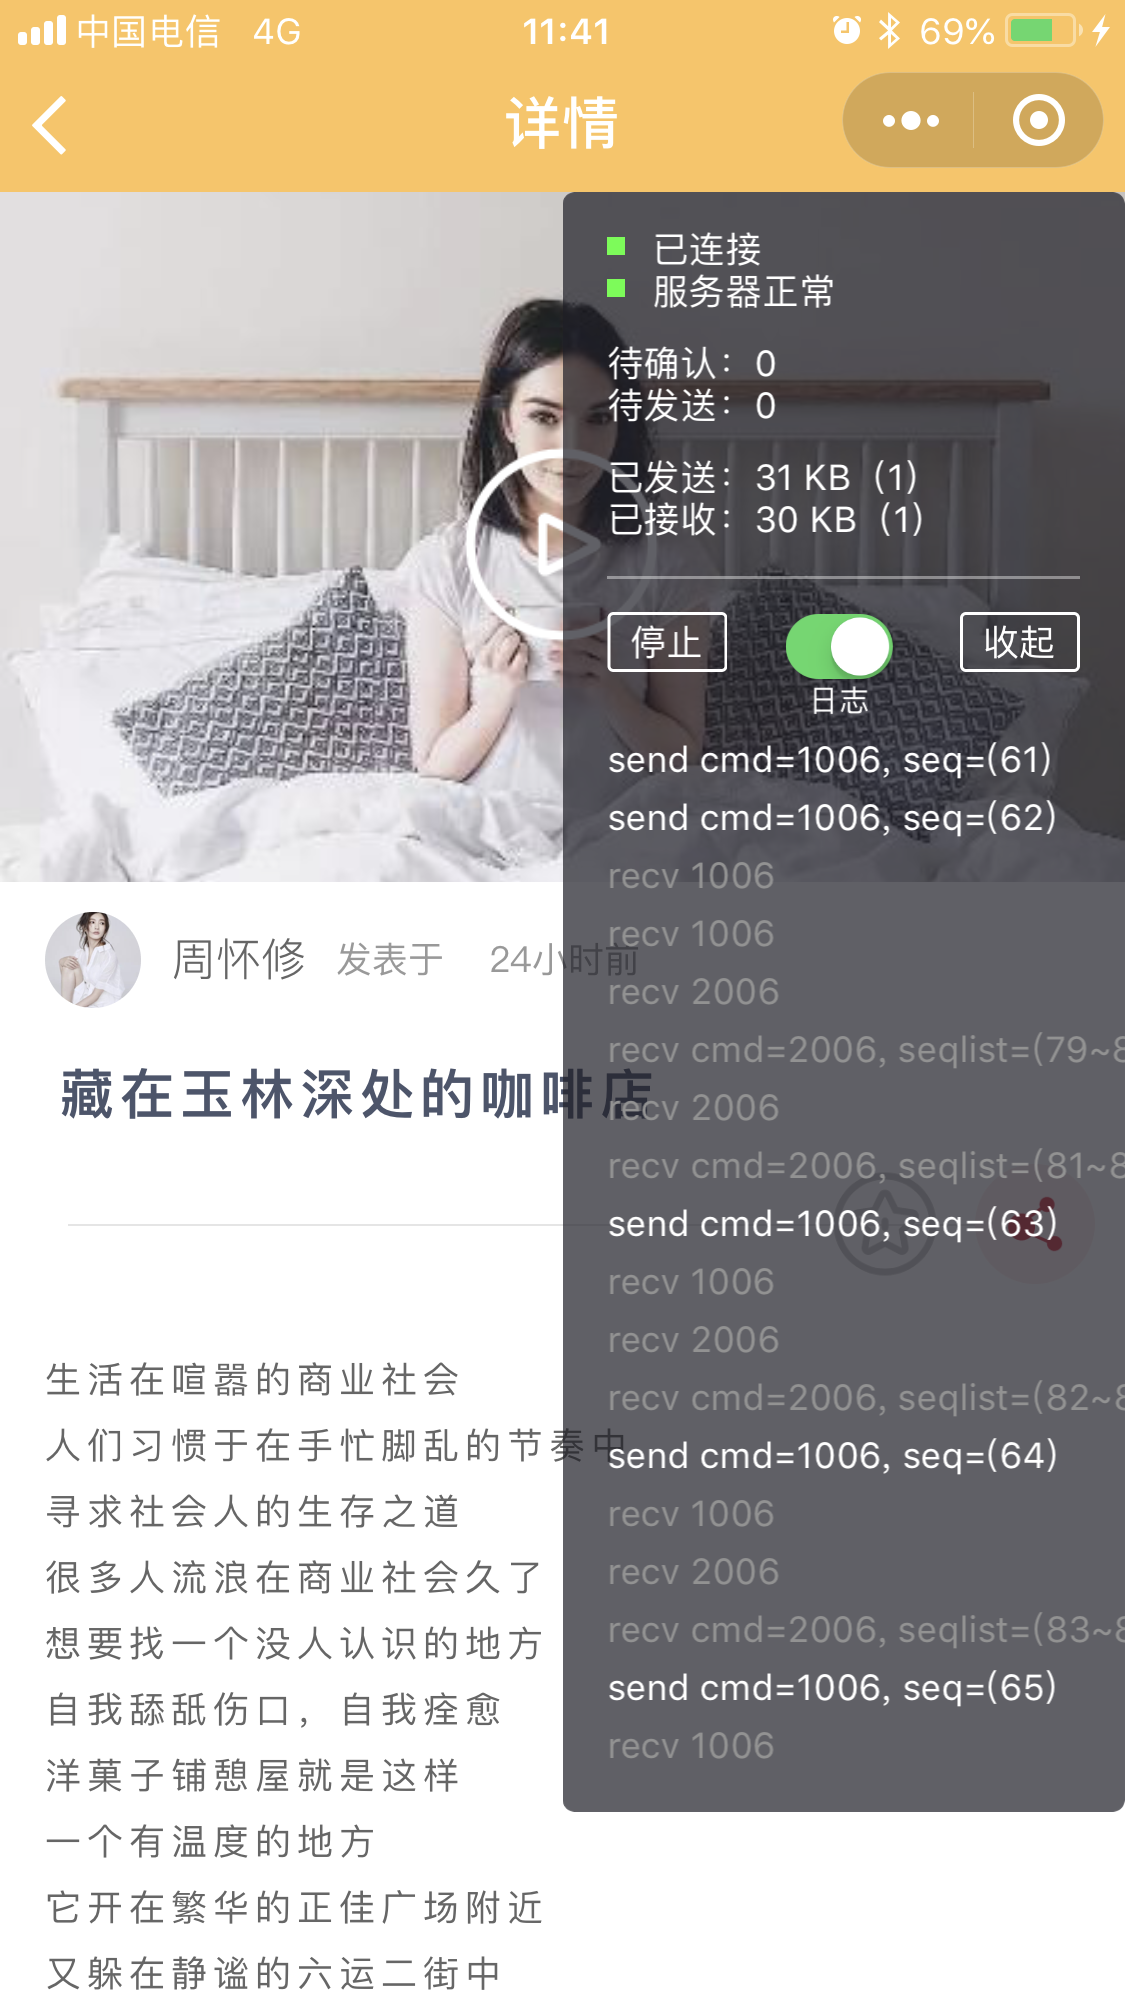 中国电信 4G 11:41 69%
详情
已连接
服务器正常
待确认：0
待发送：0
已发送：31 KB（1）
已接收：30 KB（1）
停止
收起
日志
send cmd=1006, seq=(61)
send cmd=1006, seq=(62)
recv 1006
recv 1006
recv 2006
recv cmd=2006, seqlist=(79~8
recv 2006
recv cmd=2006, seqlist=(81~8
send cmd=1006, seq=(63)
recv 1006
recv 2006
recv cmd=2006, seqlist=(82~8
send cmd=1006, seq=(64)
recv 1006
recv 2006
recv cmd=2006, seqlist=(83~8
send cmd=1006, seq=(65)
recv 1006
周怀修 发表于 24小时前
藏在玉林深处的咖啡店
生活在喧嚣的商业社会
人们习惯于在手忙脚乱的节奏中
寻求社会人的生存之道
很多人流浪在商业社会久了
想要找一个没人认识的地方
自我舔舐伤口，自我痊愈
洋菓子铺憩屋就是这样
一个有温度的地方
它开在繁华的正佳广场附近
又躲在静谧的六运二街中